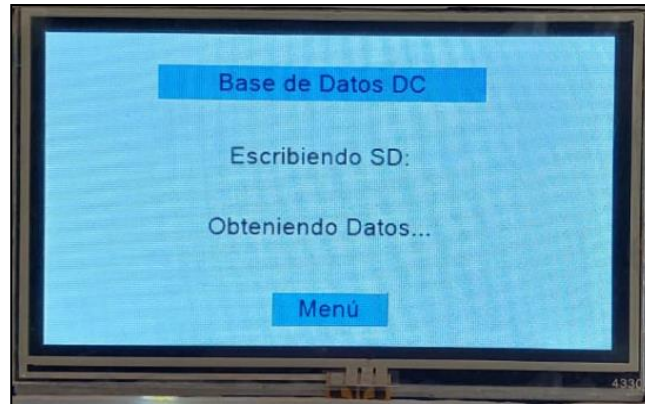 Base de Datos DC
Escribiendo SD:
Obteniendo Datos...
Menú
4330